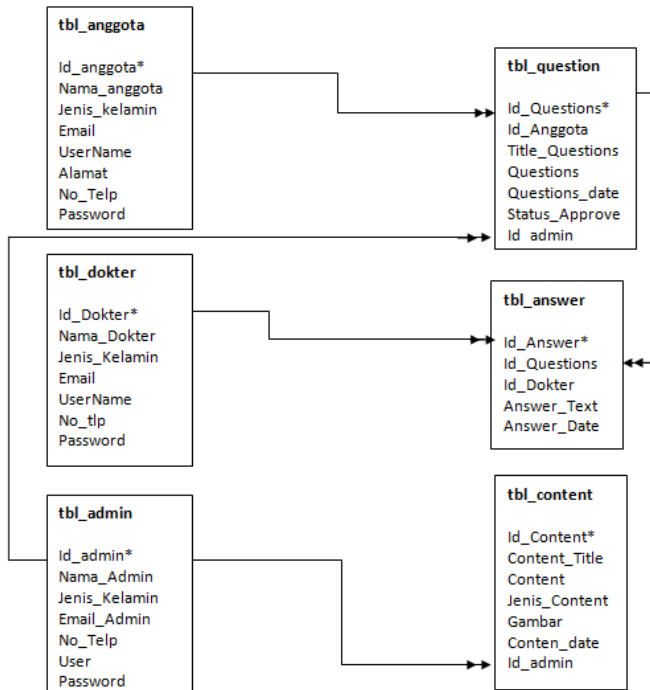 tbl_anggota
Id_anggota*
Nama_anggota
Jenis_kelamin
Email
UserName
Alamat
No_Telp
Password
tbl_question
Id_Questions*
Id_Anggota
Title_Questions
Questions
Questions_date
Status_Approve
Id_admin
tbl_dokter
Id_Dokter*
Nama_Dokter
Jenis_Kelamin
Email
UserName
No_tlp
Password
tbl_answer
Id_Answer*
Id_Questions
Id_Dokter
Answer_Text
Answer_Date
tbl_admin
Id_admin*
Nama_Admin
Jenis_Kelamin
Email_Admin
No_Telp
User
Password
tbl_content
Id_Content*
Content_Title
Content
Jenis_Content
Gambar
Conten_date
Id_admin